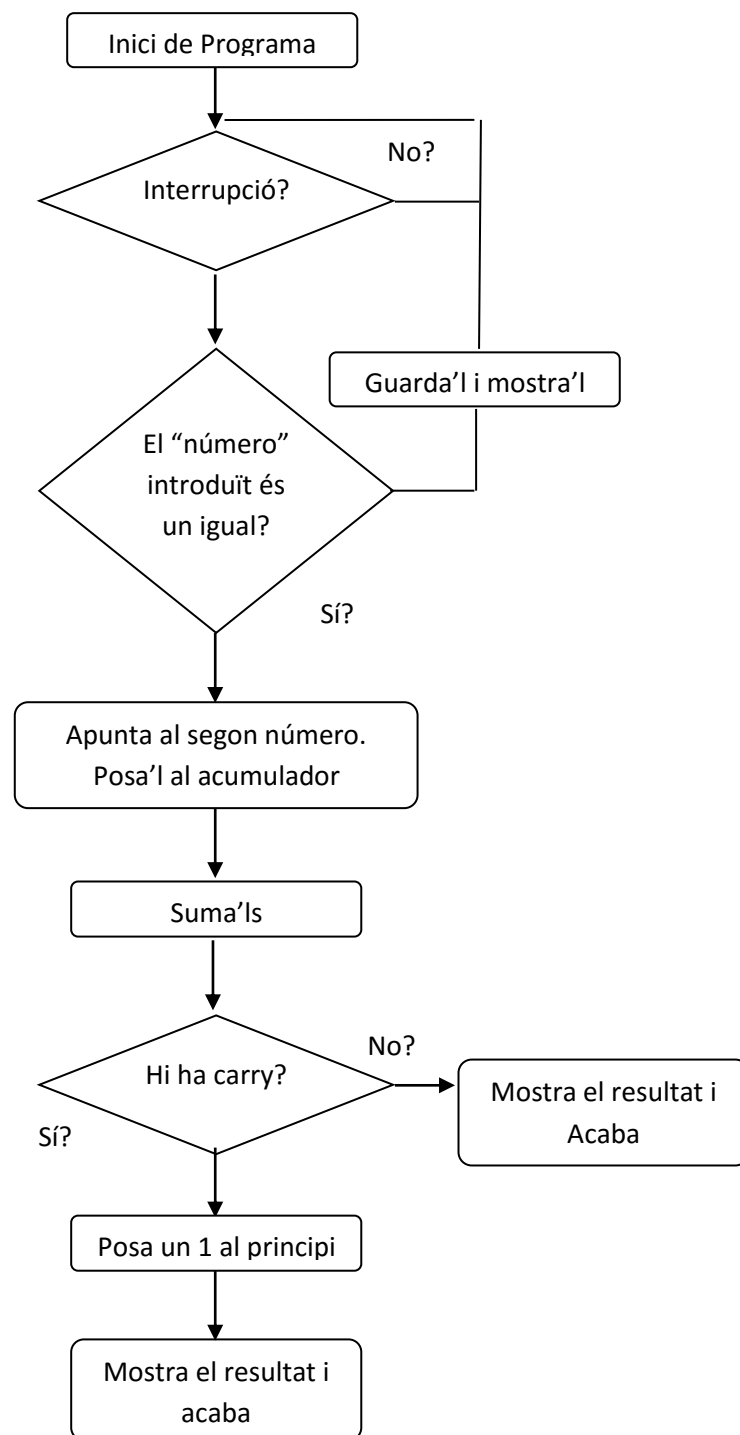 Inici de Programa
No?
Interrupció?
Guarda’l i mostra’l
El “número”
introduït és
un igual?
Sí?
Apunta al segon número.
Posa’l al acumulador
Suma’ls
No?
Hi ha carry?
Mostra el resultat i
Acaba
Sí?
Posa un 1 al principi
Mostra el resultat i
acaba